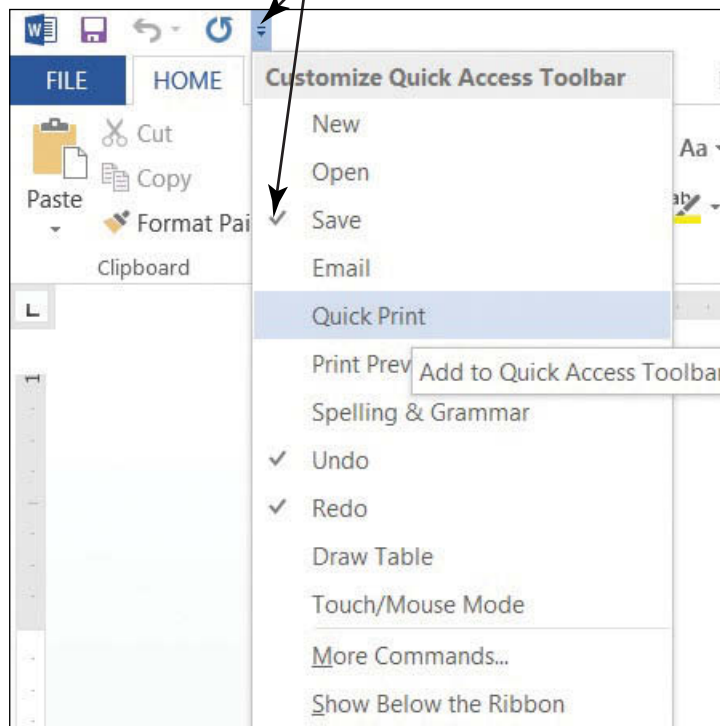 W
FILE HOME
Customize Quick Access Toolbar
New
Open
Save
Email
Quick Print
Print Prev
Add to Quick Access Toolbar
Spelling & Grammar
Undo
Redo
Draw Table
Touch/Mouse Mode
More Commands...
Show Below the Ribbon
Cut
Copy
Paste
Format Pai
Clipboard
Aa
ab
L
1